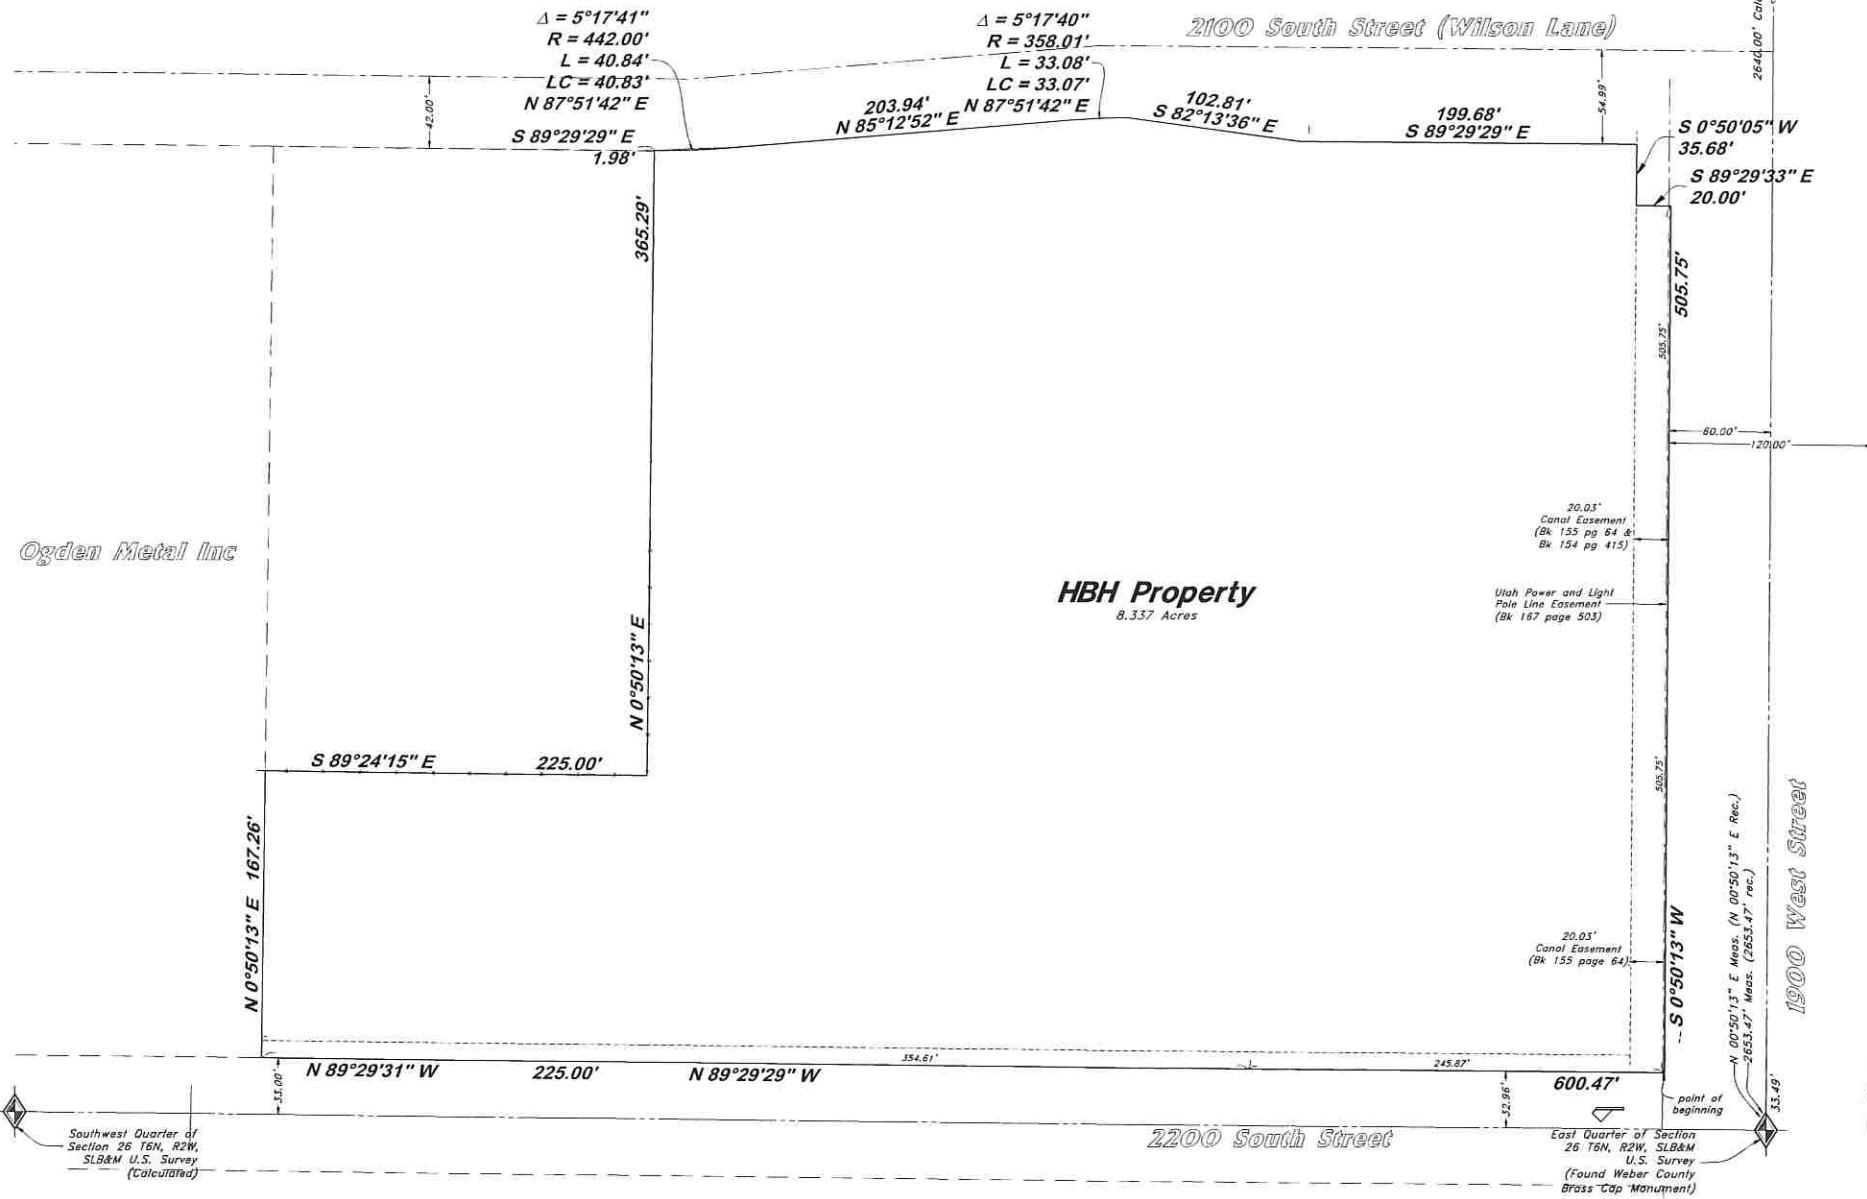 Δ = 5°17'41"
R = 442.00'
L = 40.84'
LC = 40.83'
N 87°51'42" E
Δ = 5°17'40"
R = 358.01'
L = 33.08'
LC = 33.07'
N 87°51'42" E
2100 South Street (Wilson Lane)
2640.00'
42.00'
S 89°29'29" E
1.98'
203.94'
N 85°12'52" E
102.81'
S 82°13'36" E
199.68'
S 89°29'29" E
54.99'
S 0°50'05" W
35.68'
S 89°29'33" E
20.00'
365.29'
N 0°50'13" E
505.75'
505.75'
60.00'
120.00'
20.03'
Canal Easement
(Bk 155 pg 64 &
Bk 154 pg 415)
Ogden Metal Inc
HBH Property
8.337 Acres
Utah Power and Light
Pole Line Easement
(Bk 167 page 503)
S 89°24'15" E
225.00'
505.75'
N 0°50'13" E 167.26'
20.03'
Canal Easement
(Bk 155 page 64)
S 0°50'13" W
N 00°50'13" E Meas. (N 00°50'13" E Rec.)
2653.47' Meas. (2653.47' rec.)
1900 West Street
354.61'
245.87'
N 89°29'31" W
225.00'
N 89°29'29" W
600.47'
33.00'
32.96'
33.49'
point of
beginning
2200 South Street
Southwest Quarter of
Section 26 T6N, R2W,
SLB&M U.S. Survey
(Calculated)
East Quarter of Section
26 T6N, R2W, SLB&M
U.S. Survey
(Found Weber County
Brass Cap Monument)